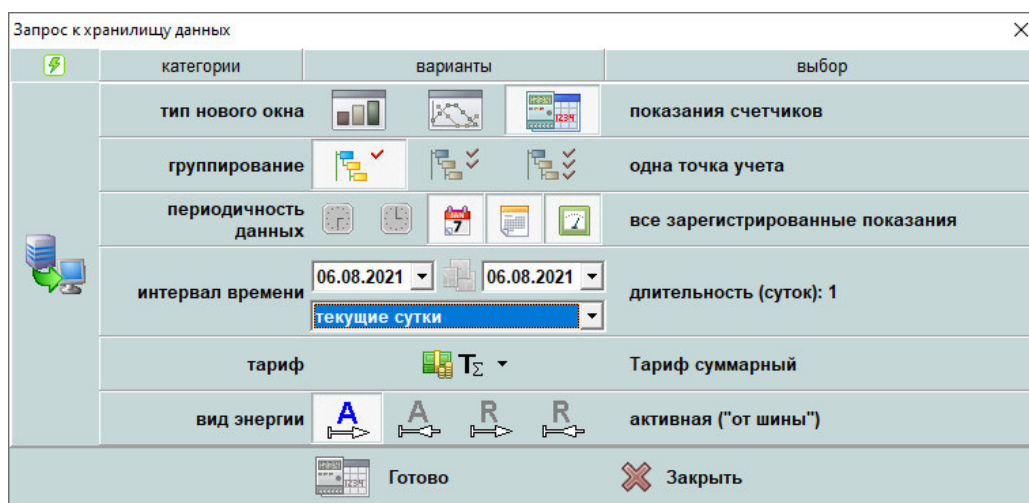 Запрос к хранилищу данных
категории варианты выбор
тип нового окна показания счетчиков
группирование одна точка учета
периодичность данных все зарегистрированные показания
интервал времени 06.08.2021 06.08.2021 длительность (суток): 1
текущие сутки
тариф TΣ Тариф суммарный
вид энергии A A R R активная ("от шины")
Готово Закрыть